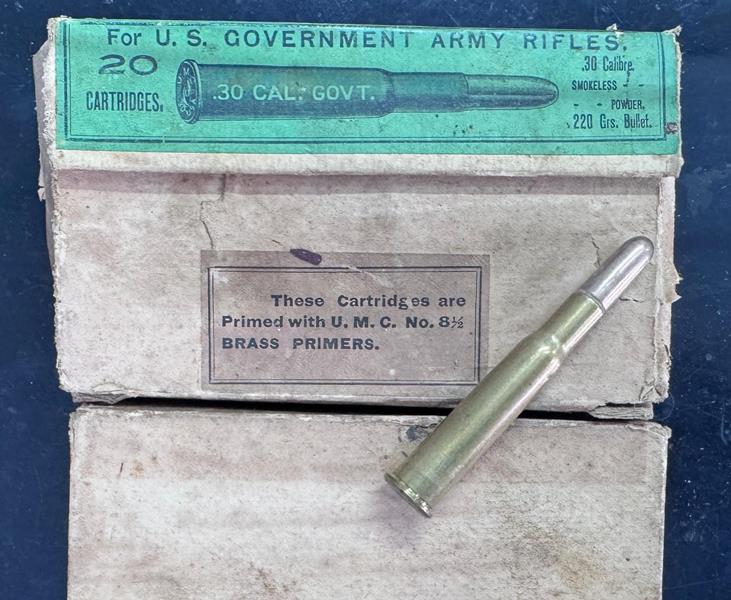 For U. S. GOVERNMENT ARMY RIFLES.
20
CARTRIDGES.
.30 CAL. GOVT.
.30 Calibre.
SMOKELESS - -
- - POWDER.
220 Grs. Bullet.
These Cartridges are
Primed with U. M. C. No. 8½
BRASS PRIMERS.